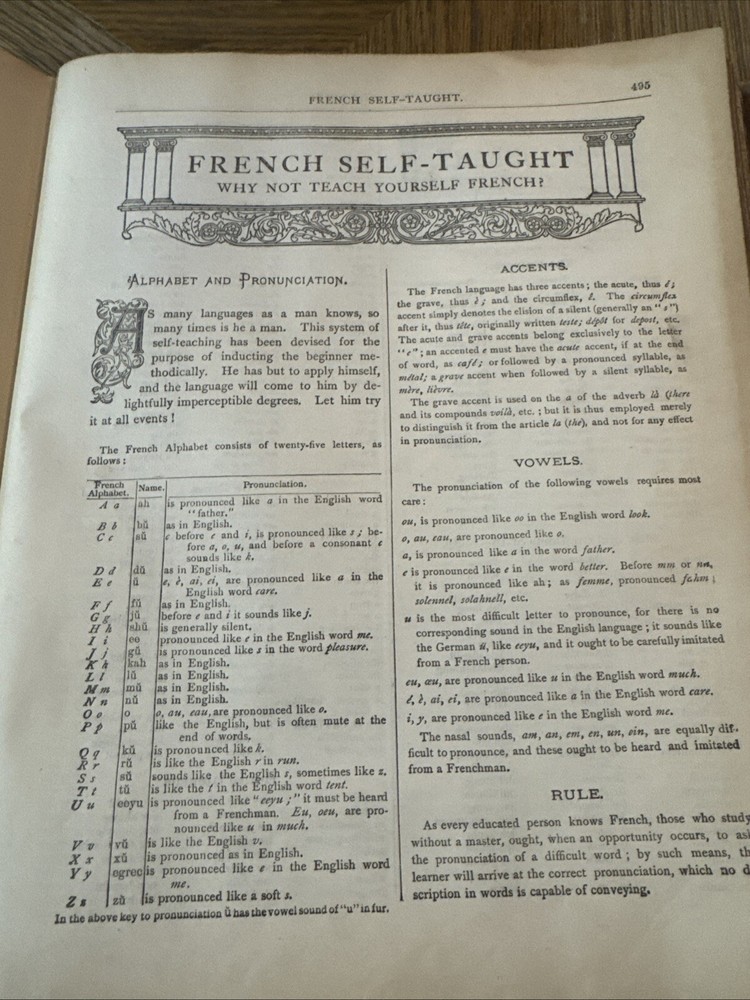 FRENCH SELF-TAUGHT.
495
FRENCH SELF-TAUGHT
WHY NOT TEACH YOURSELF FRENCH?
ALPHABET AND PRONUNCIATION.
AS many languages as a man knows, so
many times is he a man. This system of
self-teaching has been devised for the
purpose of inducting the beginner me-
thodically. He has but to apply himself,
and the language will come to him by de-
lightfully imperceptible degrees. Let him try
it at all events!
The French Alphabet consists of twenty-five letters, as
follows:
French Alphabet. Name. Pronunciation.
A a ah is pronounced like a in the English word
"father."
B b bŭ as in English.
C c sŭ c before e and i, is pronounced like s; be-
fore a, o, u, and before a consonant c
sounds like k.
D d dŭ as in English.
E e ŭ e, è, ai, ei, are pronounced like a in the
English word care.
F f fŭ as in English.
G g jŭ before e and i it sounds like j.
H h shŭ is generally silent.
I i ee pronounced like e in the English word me.
J j gŭ is pronounced like s in the word pleasure.
K k kah as in English.
L l lŭ as in English.
M m mŭ as in English.
N n nŭ as in English.
O o o o, au, eau, are pronounced like o.
P p pŭ like the English, but is often mute at the
end of words.
Q q kŭ is pronounced like k.
R r rŭ is like the English r in run.
S s sŭ sounds like the English s, sometimes like z.
T t tŭ is like the t in the English word tent.
U u eeyu is pronounced like "eeyu;" it must be heard
from a Frenchman. Eu, oeu, are pro-
nounced like u in much.
V v vŭ is like the English v.
X x xŭ is pronounced as in English.
Y y egrec is pronounced like e in the English word
me.
Z z zŭ is pronounced like a soft s.
In the above key to pronunciation ŭ has the vowel sound of "u" in fur.
ACCENTS.
The French language has three accents; the acute, thus é;
the grave, thus è; and the circumflex, ê. The circumflex
accent simply denotes the elision of a silent (generally an "s")
after it, thus tête, originally written teste; dépôt for depost, etc.
The acute and grave accents belong exclusively to the letter
"e"; an accented e must have the acute accent, if at the end
of word, as café; or followed by a pronounced syllable, as
métal; a grave accent when followed by a silent syllable, as
mère, lièvre.
The grave accent is used on the a of the adverb là (there
and its compounds voilà, etc.; but it is thus employed merely
to distinguish it from the article la (the), and not for any effect
in pronunciation.
VOWELS.
The pronunciation of the following vowels requires most
care:
ou, is pronounced like oo in the English word look.
o, au, eau, are pronounced like o.
a, is pronounced like a in the word father.
e is pronounced like e in the word better. Before mm or nn,
it is pronounced like ah; as femme, pronounced fahm;
solennel, solahnell, etc.
u is the most difficult letter to pronounce, for there is no
corresponding sound in the English language; it sounds like
the German ü, like eeyu, and it ought to be carefully imitated
from a French person.
eu, œu, are pronounced like u in the English word much.
é, è, ai, ei, are pronounced like a in the English word care.
i, y, are pronounced like e in the English word me.
The nasal sounds, am, an, em, en, un, ein, are equally dif-
ficult to pronounce, and these ought to be heard and imitated
from a Frenchman.
RULE.
As every educated person knows French, those who study
without a master, ought, when an opportunity occurs, to as
the pronunciation of a difficult word; by such means, th
learner will arrive at the correct pronunciation, which no d
scription in words is capable of conveying.